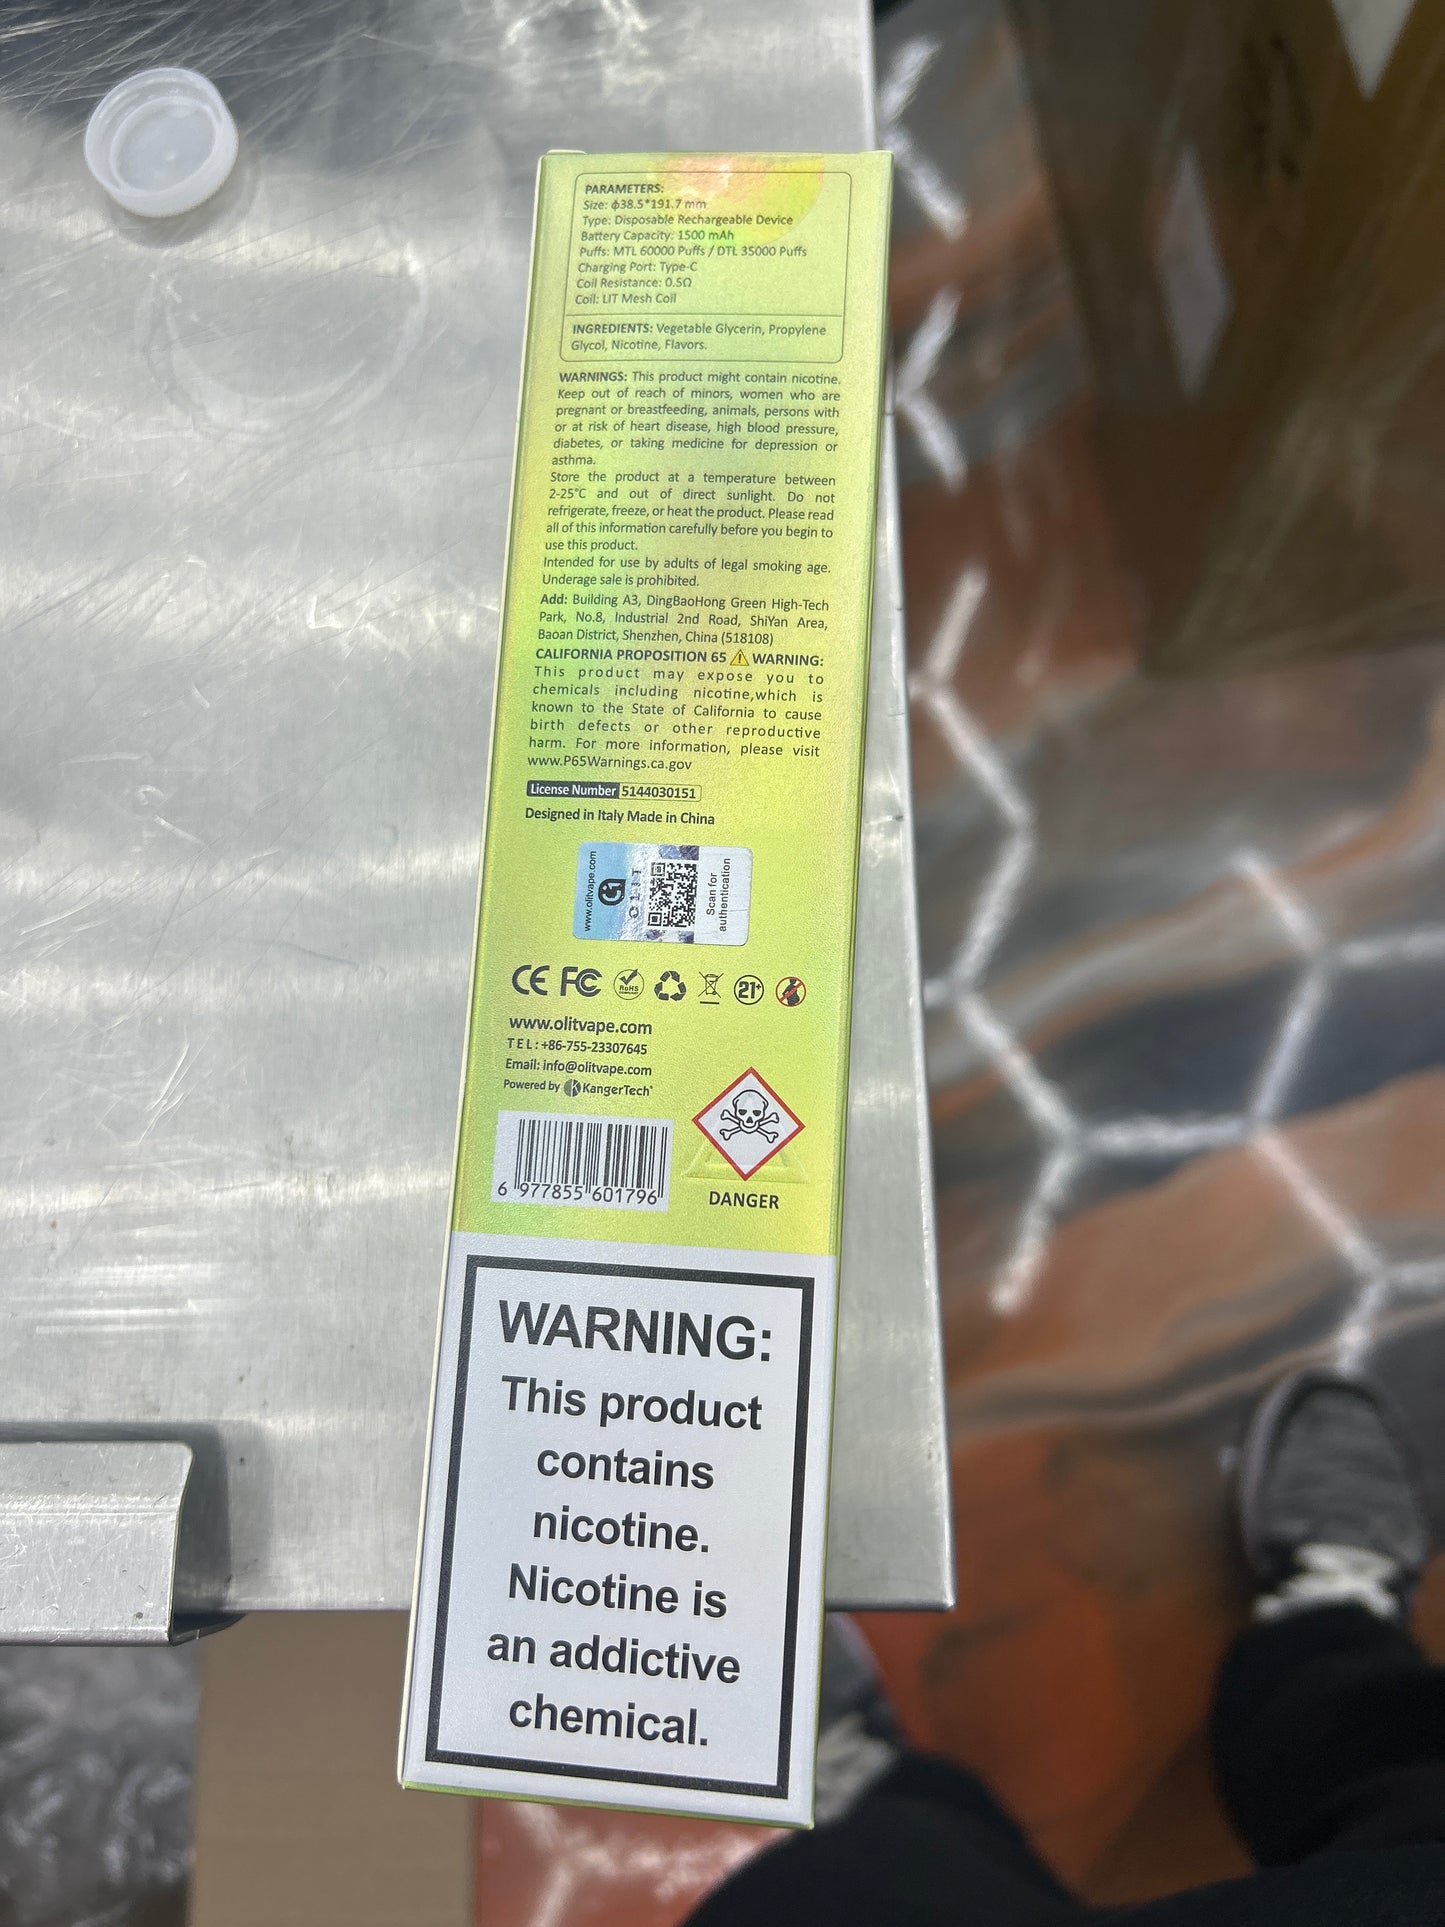 PARAMETERS:
Size: ɸ38.5*191.7 mm
Type: Disposable Rechargeable Device
Battery Capacity: 1500 mAh
Puffs: MTL 60000 Puffs / DTL 35000 Puffs
Charging Port: Type-C
Coil Resistance: 0.5Ω
Coil: LIT Mesh Coil
INGREDIENTS: Vegetable Glycerin, Propylene
Glycol, Nicotine, Flavors.
WARNINGS: This product might contain nicotine.
Keep out of reach of minors, women who are
pregnant or breastfeeding, animals, persons with
or at risk of heart disease, high blood pressure,
diabetes, or taking medicine for depression or
asthma.
Store the product at a temperature between
2-25°C and out of direct sunlight. Do not
refrigerate, freeze, or heat the product. Please read
all of this information carefully before you begin to
use this product.
Intended for use by adults of legal smoking age.
Underage sale is prohibited.
Add: Building A3, DingBaoHong Green High-Tech
Park, No.8, Industrial 2nd Road, ShiYan Area,
Baoan District, Shenzhen, China (518108)
CALIFORNIA PROPOSITION 65 ⚠ WARNING:
This product may expose you to
chemicals including nicotine,which is
known to the State of California to cause
birth defects or other reproductive
harm. For more information, please visit
www.P65Warnings.ca.gov
License Number 5144030151
Designed in Italy Made in China
www.olitvape.com
OLIT
Scan for
authentication
CE FC RoHS 21+
www.olitvape.com
TEL:+86-755-23307645
Email: info@olitvape.com
Powered by KangerTech®
6 977855 601796
DANGER
WARNING:
This product
contains
nicotine.
Nicotine is
an addictive
chemical.